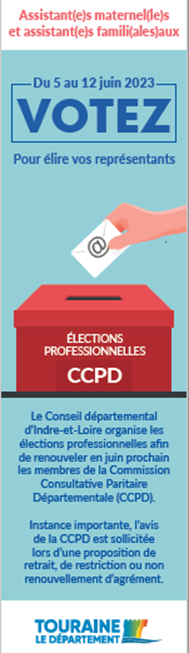 Assistant(e)s maternel(le)s
et assistant(e)s famili(ales)aux
Du 5 au 12 juin 2023
VOTEZ
Pour élire vos représentants
@
ÉLECTIONS
PROFESSIONNELLES
CCPD
Le Conseil départemental
d'Indre-et-Loire organise les
élections professionnelles afin
de renouveler en juin prochain
les membres de la Commission
Consultative Paritaire
Départementale (CCPD).
Instance importante, l'avis
de la CCPD est sollicitée
lors d'une proposition de
retrait, de restriction ou non
renouvellement d'agrément.
TOURAINE
LE DÉPARTEMENT